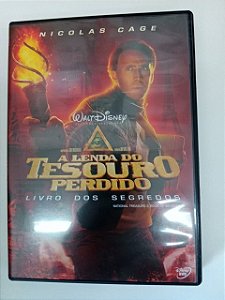 NICOLAS CAGE
WALT DISNEY
A LENDA DO
TESOURO
PERDIDO
LIVRO DOS SEGREDOS